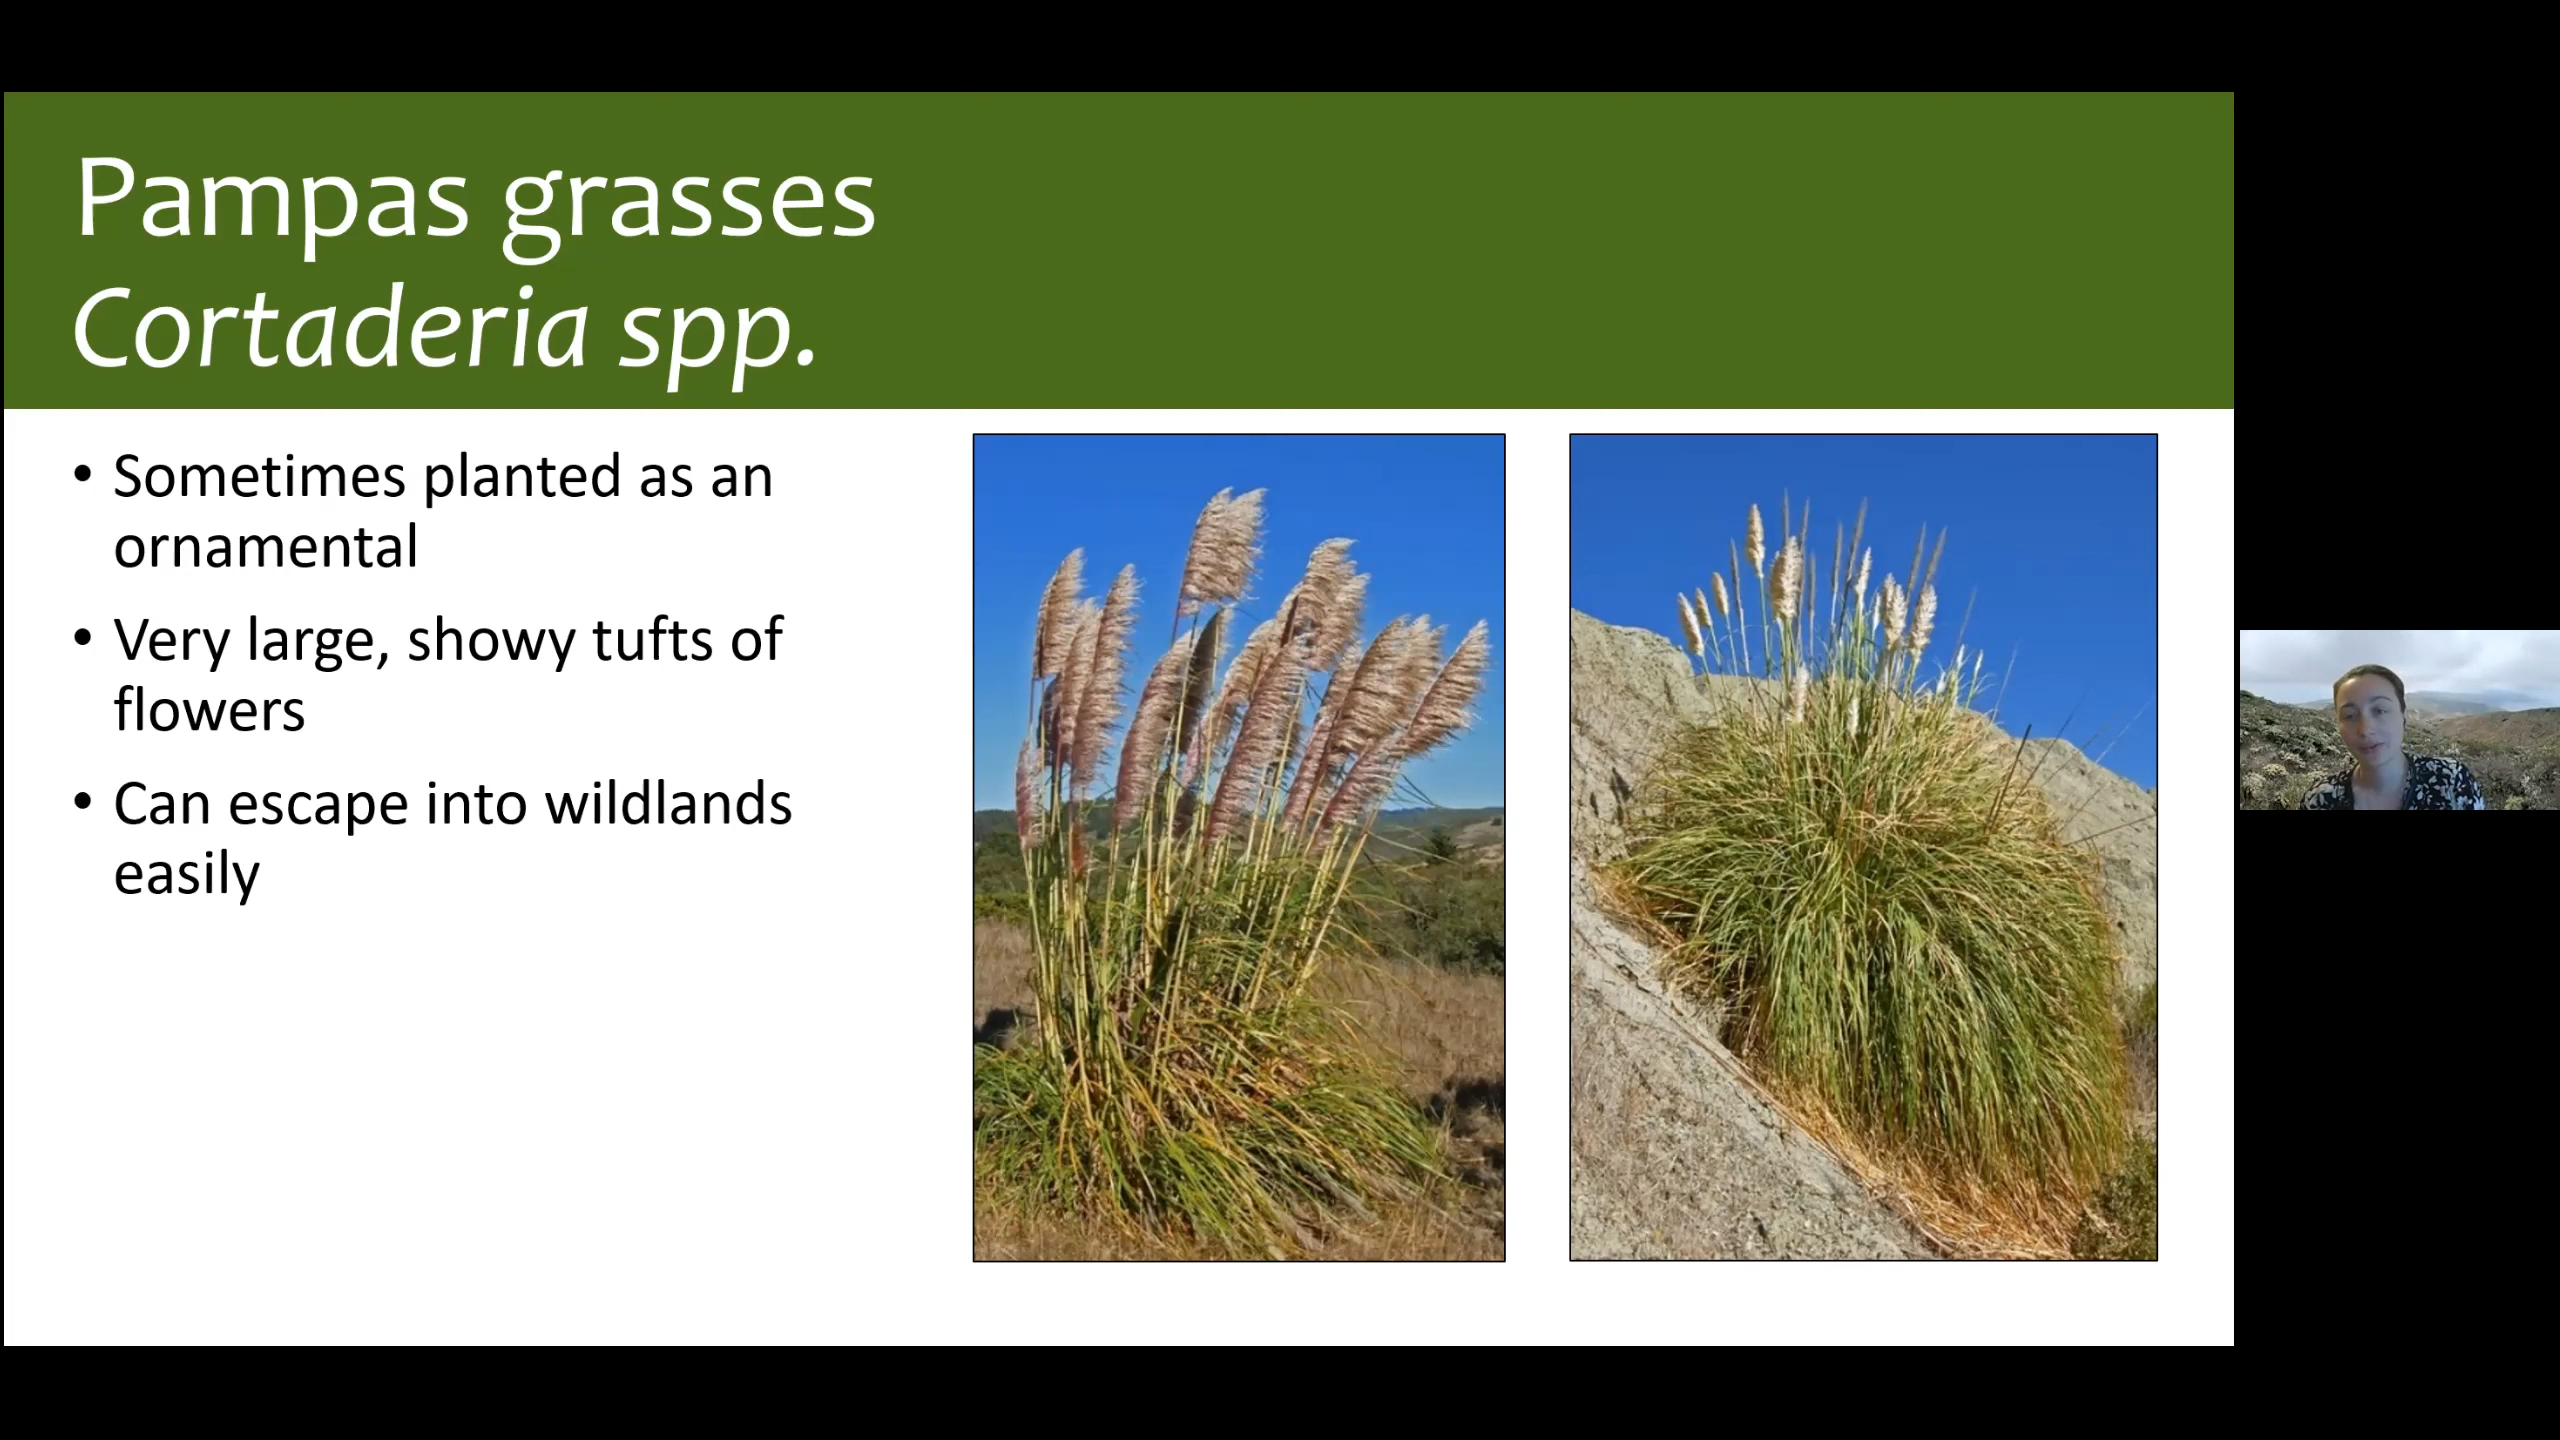 Pampas grasses
Cortaderia spp.
• Sometimes planted as an
ornamental
• Very large, showy tufts of
flowers
• Can escape into wildlands
easily